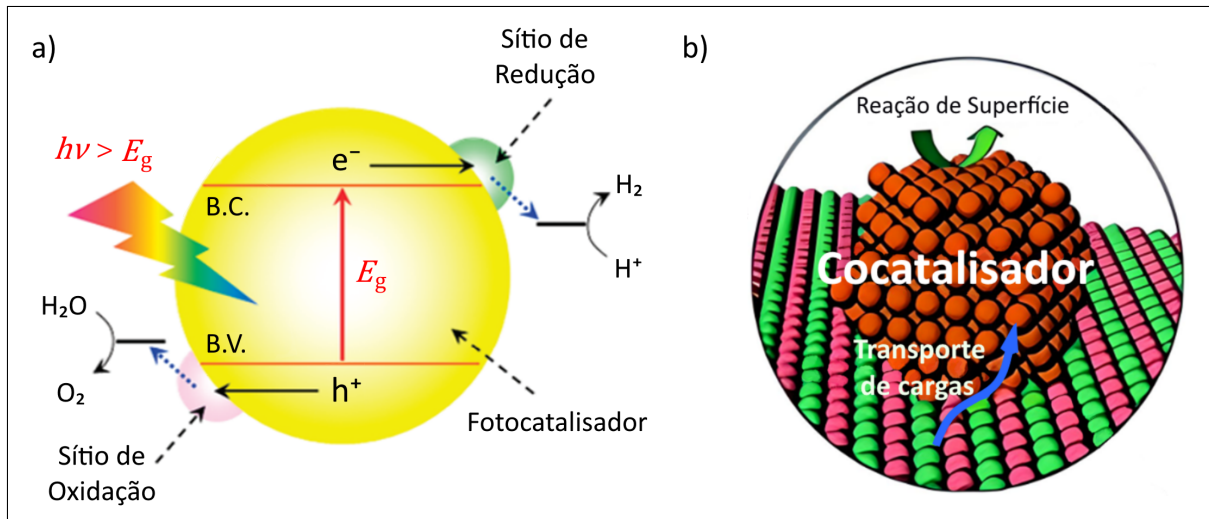 a)
Sítio de
Redução
hν > Eg
e⁻
B.C.
H₂
H⁺
Eg
H₂O
O₂
B.V.
h⁺
Fotocatalisador
Sítio de
Oxidação
b)
Reação de Superfície
Cocatalisador
Transporte
de cargas